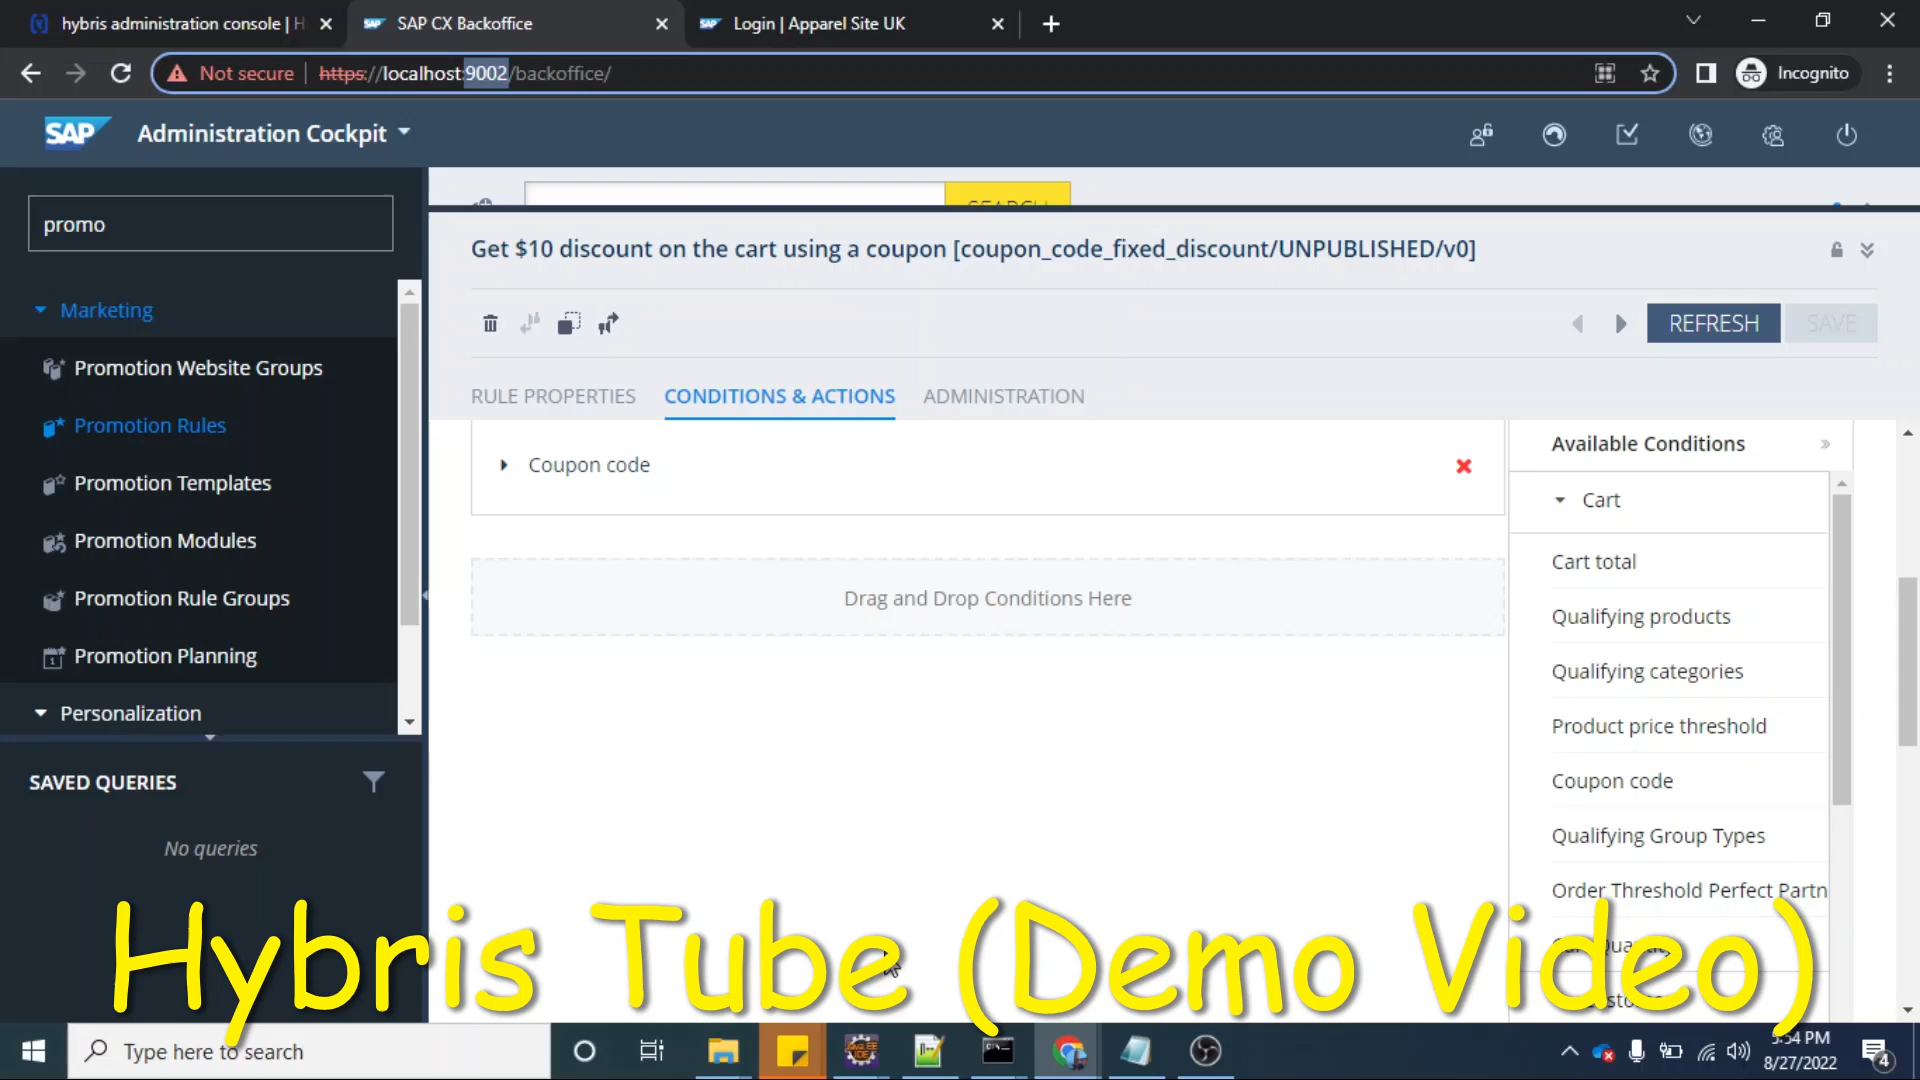 hybris administration console | H
SAP CX Backoffice
Login | Apparel Site UK
Not secure
https://localhost:9002/backoffice/
Incognito
SAP
Administration Cockpit
promo
SEARCH
Marketing
Promotion Website Groups
Promotion Rules
Promotion Templates
Promotion Modules
Promotion Rule Groups
Promotion Planning
Personalization
SAVED QUERIES
No queries
Get $10 discount on the cart using a coupon [coupon_code_fixed_discount/UNPUBLISHED/v0]
REFRESH
SAVE
RULE PROPERTIES
CONDITIONS & ACTIONS
ADMINISTRATION
Coupon code
Drag and Drop Conditions Here
Available Conditions
Cart
Cart total
Qualifying products
Qualifying categories
Product price threshold
Coupon code
Qualifying Group Types
Order Threshold Perfect Partn
Hybris Tube (Demo Video)
Type here to search
5:54 PM
8/27/2022
4